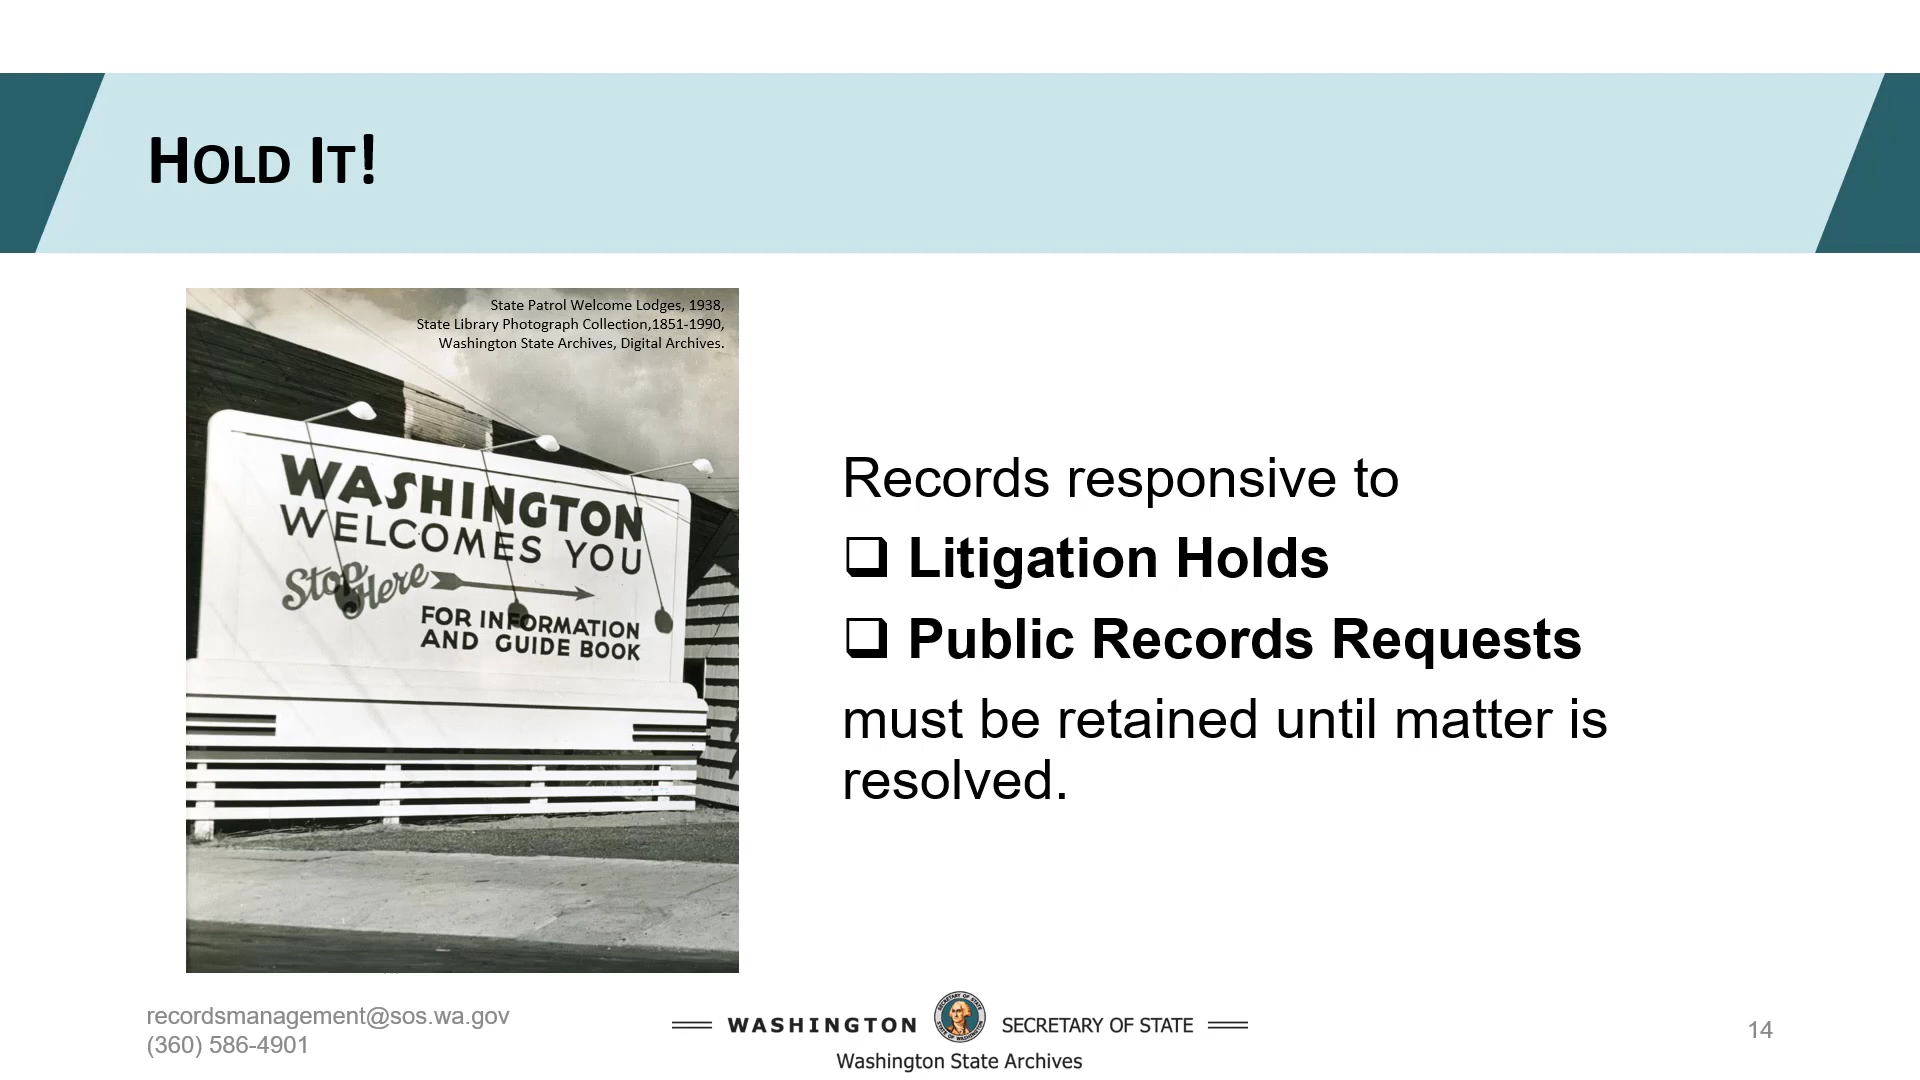 HOLD IT!
State Patrol Welcome Lodges, 1938,
State Library Photograph Collection,1851-1990,
Washington State Archives, Digital Archives.
WASHINGTON
WELCOMES YOU
Stop Here
FOR INFORMATION
AND GUIDE BOOK
Records responsive to
❑ Litigation Holds
❑ Public Records Requests
must be retained until matter is
resolved.
recordsmanagement@sos.wa.gov
(360) 586-4901
WASHINGTON SECRETARY OF STATE
Washington State Archives
14